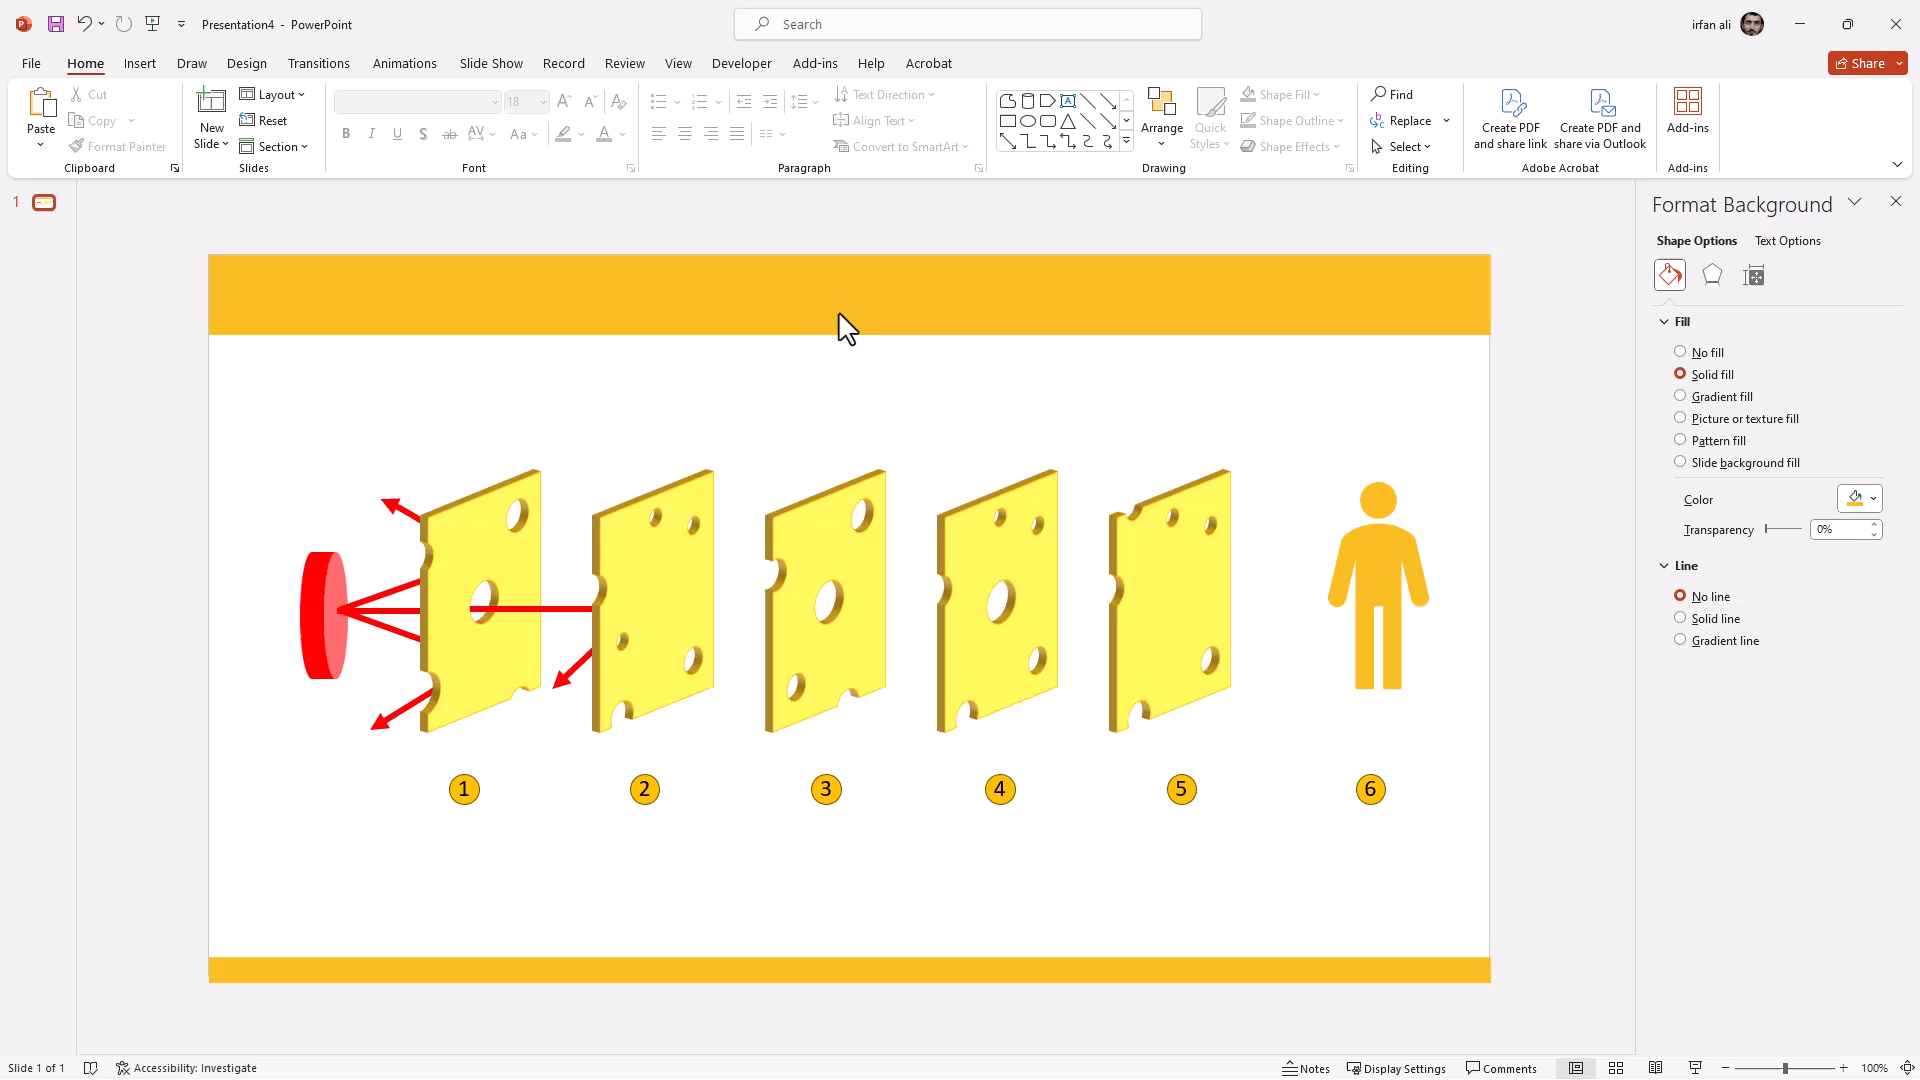 Presentation4 - PowerPoint
Search
irfan ali
File Home Insert Draw Design Transitions Animations Slide Show Record Review View Developer Add-ins Help Acrobat
Share
Paste
Cut
Copy
Format Painter
Clipboard
New
Slide
Layout
Reset
Section
Slides
18
B I U S ab AV Aa A
Font
Text Direction
Align Text
Convert to SmartArt
Paragraph
Arrange
Quick
Styles
Shape Fill
Shape Outline
Shape Effects
Drawing
Find
Replace
Select
Editing
Create PDF
and share link
Create PDF and
share via Outlook
Adobe Acrobat
Add-ins
Add-ins
1
Format Background
Shape Options Text Options
Fill
No fill
Solid fill
Gradient fill
Picture or texture fill
Pattern fill
Slide background fill
Color
Transparency 0%
Line
No line
Solid line
Gradient line
1 2 3 4 5 6
Slide 1 of 1 Accessibility: Investigate Notes Display Settings Comments 100%